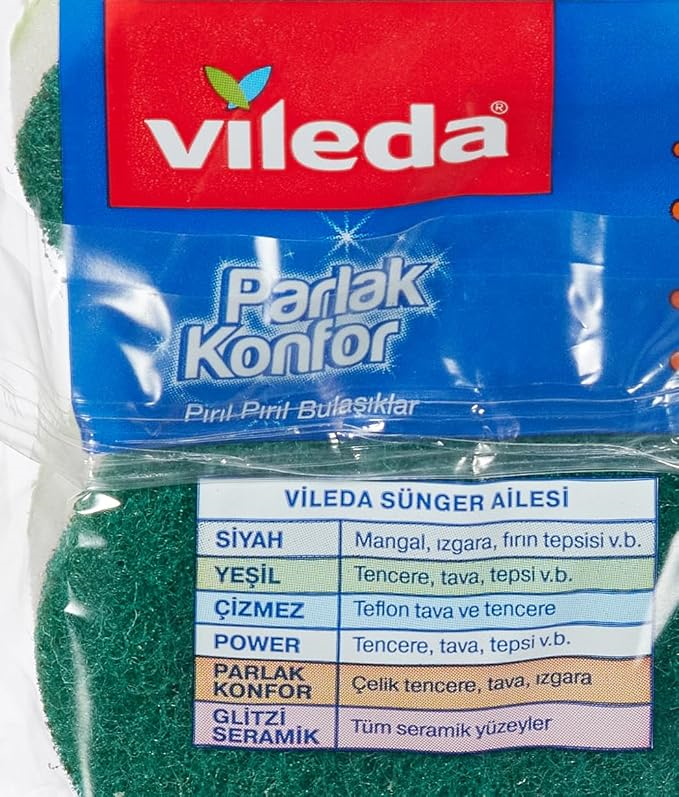 vileda®
Parlak
Konfor
Pırıl Pırıl Bulaşıklar
VİLEDA SÜNGER AİLESİ
SİYAH Mangal, ızgara, fırın tepsisi v.b.
YEŞİL Tencere, tava, tepsi v.b.
ÇİZMEZ Teflon tava ve tencere
POWER Tencere, tava, tepsi v.b.
PARLAK
KONFOR Çelik tencere, tava, ızgara
GLİTZİ
SERAMİK Tüm seramik yüzeyler